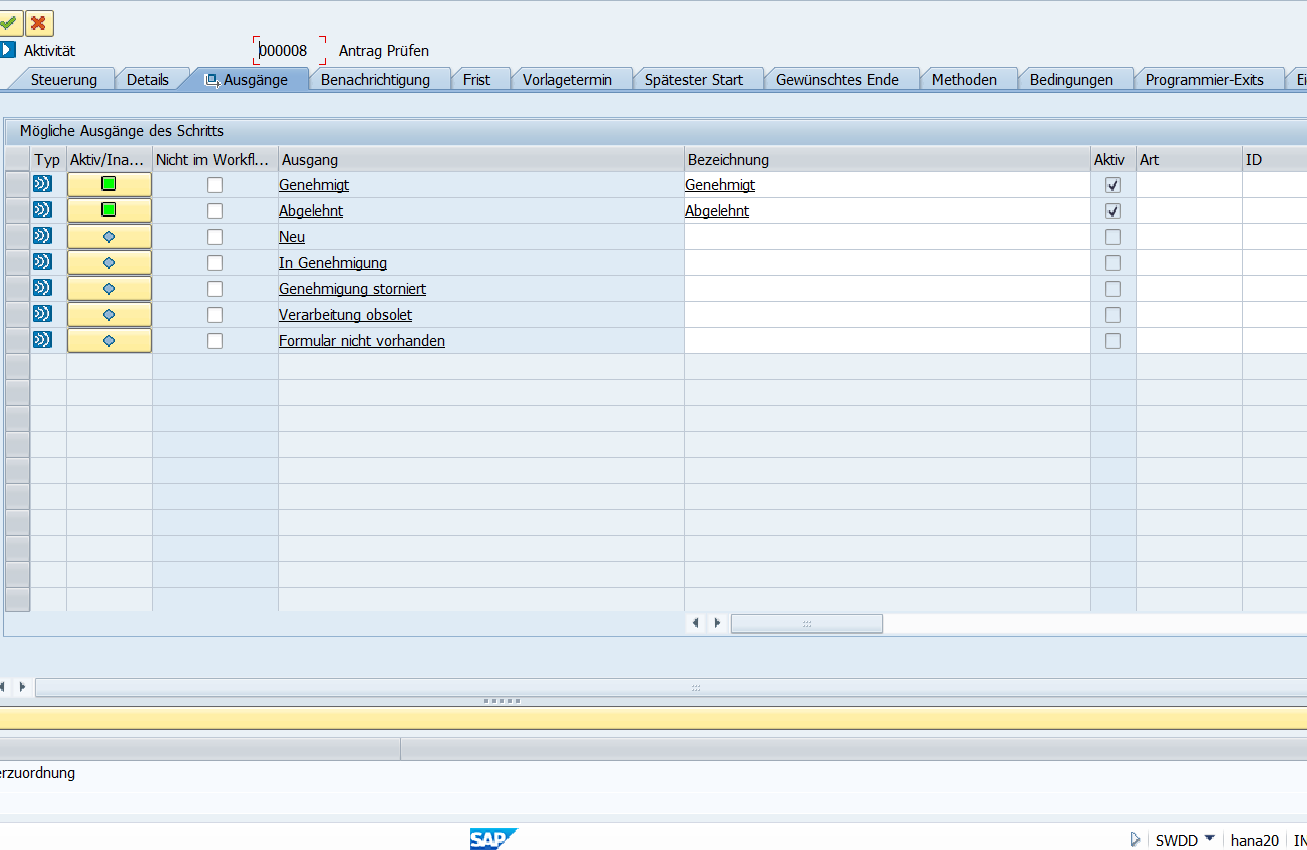 Aktivität 000008 Antrag Prüfen
Steuerung Details Ausgänge Benachrichtigung Frist Vorlagetermin Spätester Start Gewünschtes Ende Methoden Bedingungen Programmier-Exits Ei
Mögliche Ausgänge des Schritts
Typ Aktiv/Ina... Nicht im Workfl... Ausgang Bezeichnung Aktiv Art ID
Genehmigt Genehmigt
Abgelehnt Abgelehnt
Neu
In Genehmigung
Genehmigung storniert
Verarbeitung obsolet
Formular nicht vorhanden
erzuordnung
SAP SWDD hana20 IN